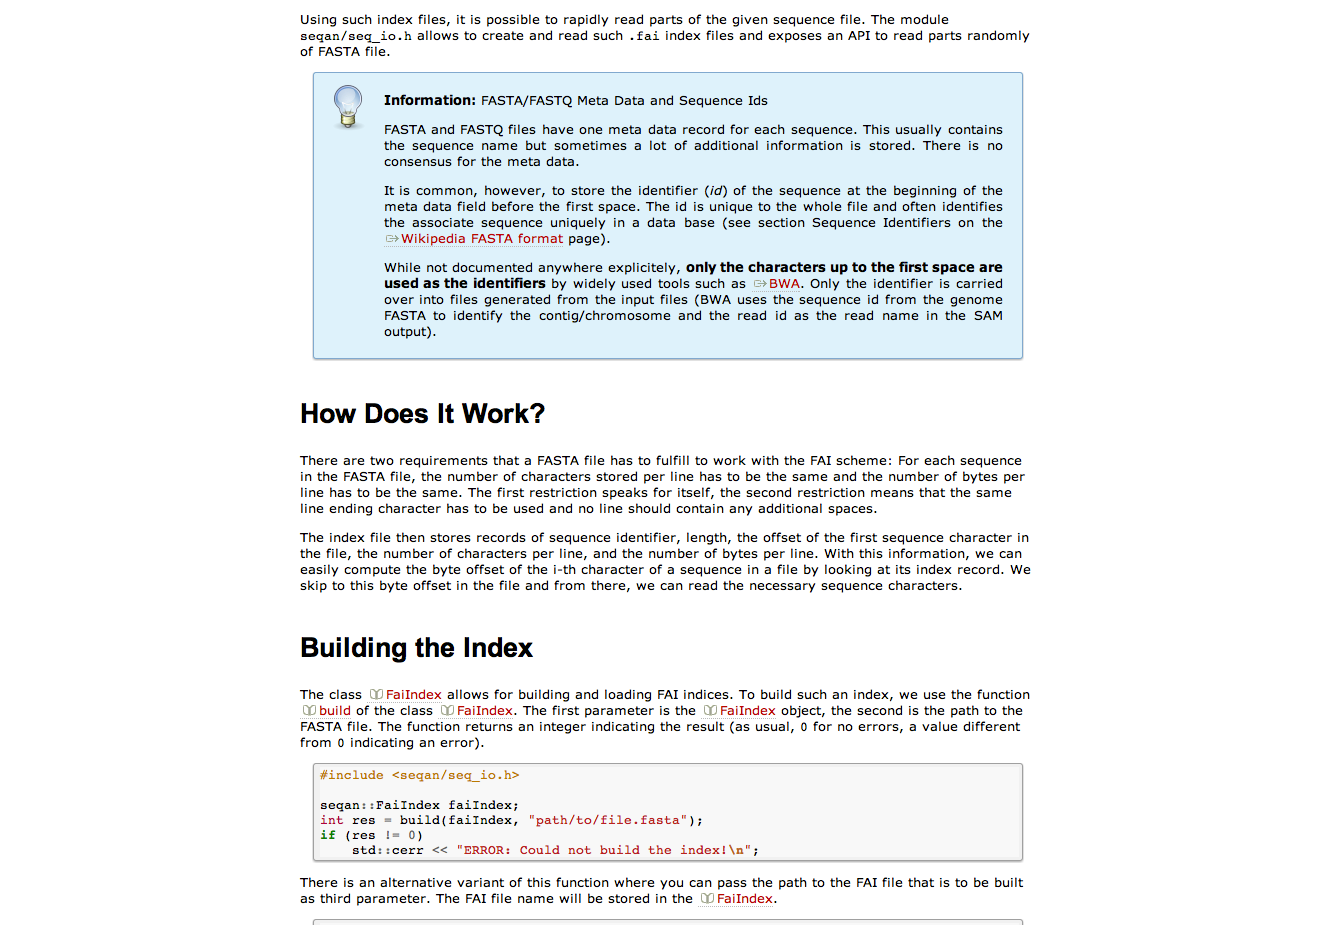 Using such index files, it is possible to rapidly read parts of the given sequence file. The module
seqan/seq_io.h allows to create and read such .fai index files and exposes an API to read parts randomly
of FASTA file.
Information: FASTA/FASTQ Meta Data and Sequence Ids
FASTA and FASTQ files have one meta data record for each sequence. This usually contains
the sequence name but sometimes a lot of additional information is stored. There is no
consensus for the meta data.
It is common, however, to store the identifier (id) of the sequence at the beginning of the
meta data field before the first space. The id is unique to the whole file and often identifies
the associate sequence uniquely in a data base (see section Sequence Identifiers on the
Wikipedia FASTA format page).
While not documented anywhere explicitely, only the characters up to the first space are
used as the identifiers by widely used tools such as BWA. Only the identifier is carried
over into files generated from the input files (BWA uses the sequence id from the genome
FASTA to identify the contig/chromosome and the read id as the read name in the SAM
output).
How Does It Work?
There are two requirements that a FASTA file has to fulfill to work with the FAI scheme: For each sequence
in the FASTA file, the number of characters stored per line has to be the same and the number of bytes per
line has to be the same. The first restriction speaks for itself, the second restriction means that the same
line ending character has to be used and no line should contain any additional spaces.
The index file then stores records of sequence identifier, length, the offset of the first sequence character in
the file, the number of characters per line, and the number of bytes per line. With this information, we can
easily compute the byte offset of the i-th character of a sequence in a file by looking at its index record. We
skip to this byte offset in the file and from there, we can read the necessary sequence characters.
Building the Index
The class FaiIndex allows for building and loading FAI indices. To build such an index, we use the function
build of the class FaiIndex. The first parameter is the FaiIndex object, the second is the path to the
FASTA file. The function returns an integer indicating the result (as usual, 0 for no errors, a value different
from 0 indicating an error).
#include <seqan/seq_io.h>
seqan::FaiIndex faiIndex;
int res = build(faiIndex, "path/to/file.fasta");
if (res != 0)
    std::cerr << "ERROR: Could not build the index!\n";
There is an alternative variant of this function where you can pass the path to the FAI file that is to be built
as third parameter. The FAI file name will be stored in the FaiIndex.